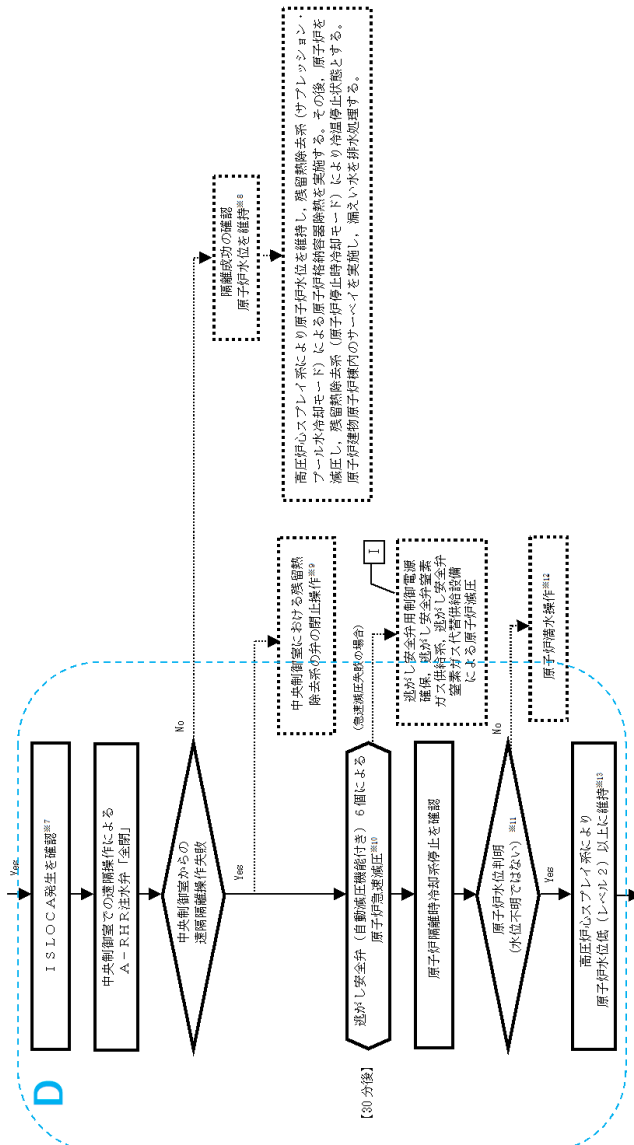 D
Yes
ＩＳＬＯＣＡ発生を確認※7
中央制御室での遠隔操作による
Ａ－ＲＨＲ注水弁「全閉」
中央制御室からの
遠隔隔離操作失敗
No
Yes
隔離成功の確認
原子炉水位を維持※8
高圧炉心スプレイ系により原子炉水位を維持し，残留熱除去系（サプレッション・
プール水冷却モード）による原子炉格納容器除熱を実施する。その後，原子炉を
減圧し，残留熱除去系（原子炉停止時冷却モード）により冷温停止状態とする。
原子炉建物原子炉棟内のサーベイを実施し，漏えい水を排水処理する。
中央制御室における残留熱
除去系の弁の閉止操作※9
【30 分後】
逃がし安全弁（自動減圧機能付き）６個による
原子炉急速減圧※10
（急速減圧失敗の場合）
I
逃がし安全弁用制御電源
確保，逃がし安全弁窒素
ガス供給系，逃がし安全弁
窒素ガス代替供給設備
による原子炉減圧
原子炉隔離時冷却系停止を確認
原子炉水位判明
(水位不明ではない)※11
No
Yes
原子炉満水操作※12
高圧炉心スプレイ系により
原子炉水位低（レベル２）以上に維持※13